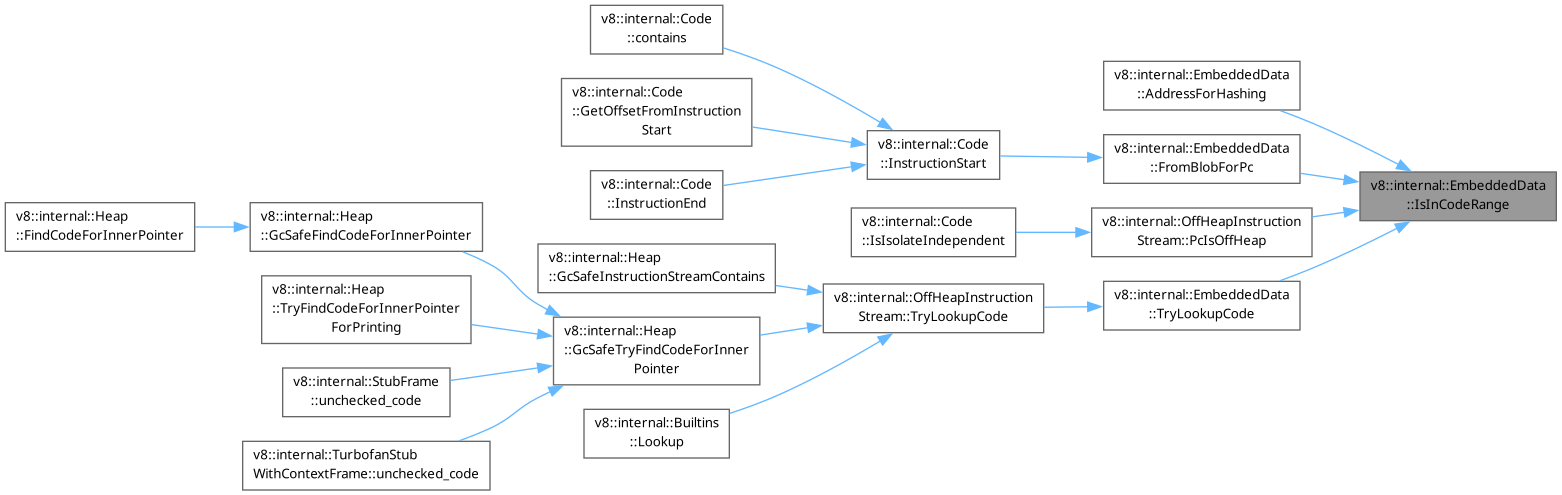 v8::internal::Code
::contains
v8::internal::Code
::GetOffsetFromInstruction
Start
v8::internal::Code
::InstructionEnd
v8::internal::Code
::InstructionStart
v8::internal::EmbeddedData
::AddressForHashing
v8::internal::EmbeddedData
::FromBlobForPc
v8::internal::EmbeddedData
::IsInCodeRange
v8::internal::Heap
::FindCodeForInnerPointer
v8::internal::Heap
::GcSafeFindCodeForInnerPointer
v8::internal::Code
::IsIsolateIndependent
v8::internal::OffHeapInstruction
Stream::PcIsOffHeap
v8::internal::Heap
::GcSafeInstructionStreamContains
v8::internal::Heap
::TryFindCodeForInnerPointer
ForPrinting
v8::internal::OffHeapInstruction
Stream::TryLookupCode
v8::internal::EmbeddedData
::TryLookupCode
v8::internal::Heap
::GcSafeTryFindCodeForInner
Pointer
v8::internal::StubFrame
::unchecked_code
v8::internal::Builtins
::Lookup
v8::internal::TurbofanStub
WithContextFrame::unchecked_code